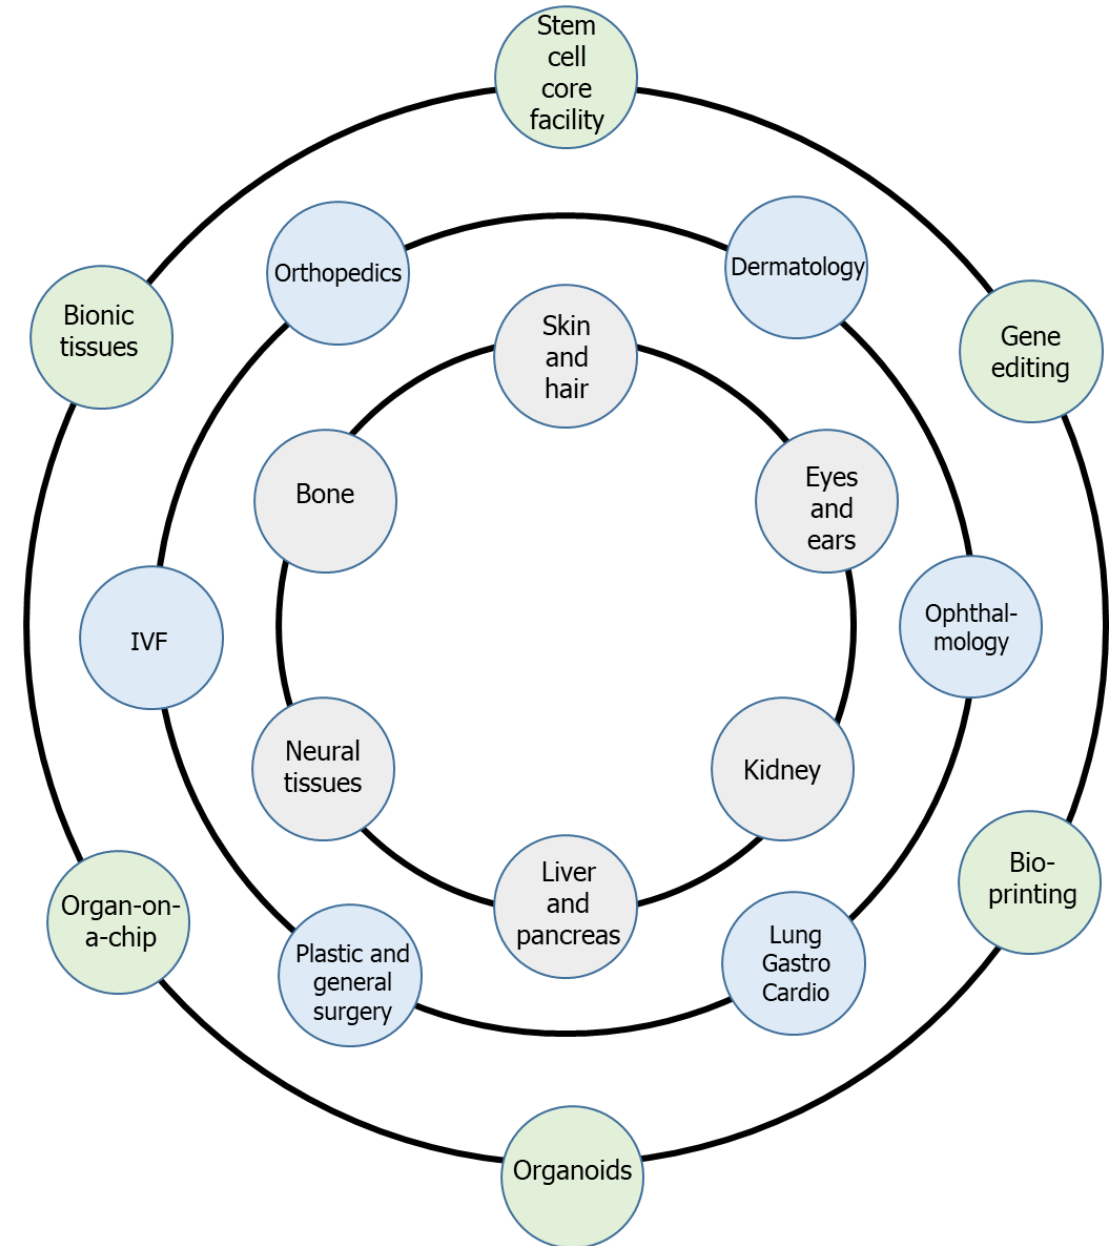 Stem
cell
core
facility
Orthopedics
Dermatology
Bionic
tissues
Skin
and
hair
Gene
editing
Bone
Eyes
and
ears
IVF
Ophthal-
mology
Neural
tissues
Kidney
Liver
and
pancreas
Bio-
printing
Organ-on-
a-chip
Plastic and
general
surgery
Lung
Gastro
Cardio
Organoids